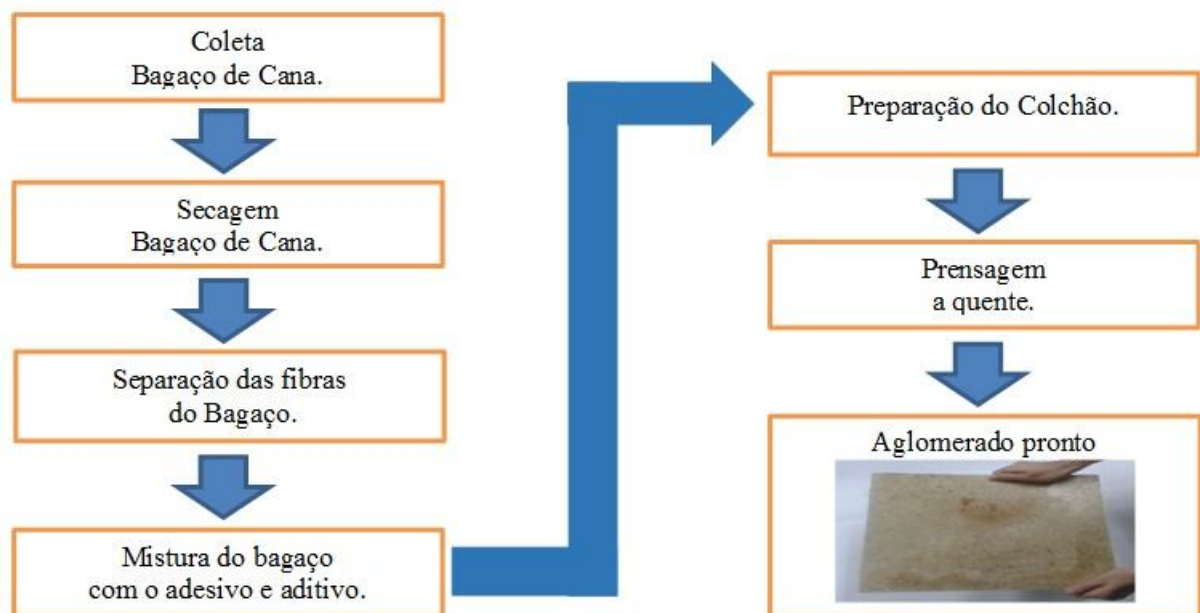 Coleta
Bagaço de Cana.
Secagem
Bagaço de Cana.
Separação das fibras
do Bagaço.
Mistura do bagaço
com o adesivo e aditivo.
Preparação do Colchão.
Prensagem
a quente.
Aglomerado pronto